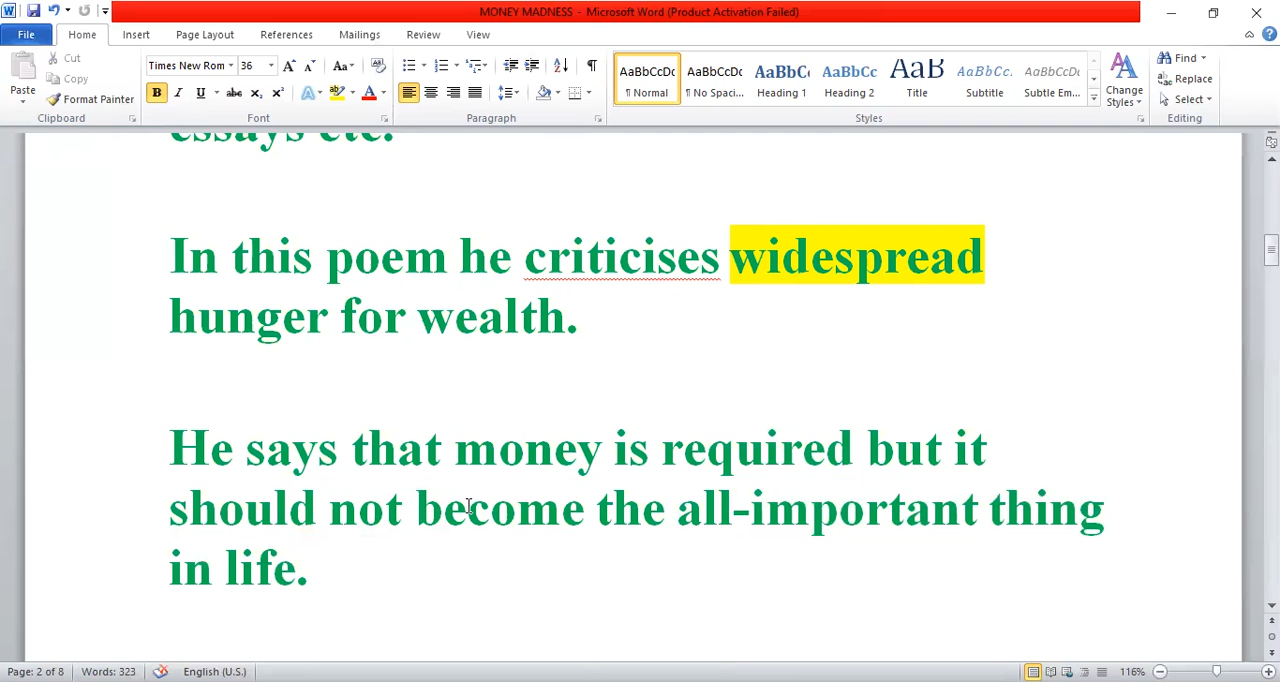 MONEY MADNESS - Microsoft Word (Product Activation Failed)
File Home Insert Page Layout References Mailings Review View
Cut
Copy
Format Painter
Paste
Times New Rom 36
AaBbCcDc AaBbCcDc AaBbCc AaBbCc AaB AaBbCc. AaBbCcDc
¶ Normal ¶ No Spaci... Heading 1 Heading 2 Title Subtitle Subtle Em...
Change
Styles
Find
Replace
Select
Clipboard Font Paragraph Styles Editing
essays etc.
In this poem he criticises widespread
hunger for wealth.
He says that money is required but it
should not become the all-important thing
in life.
Page: 2 of 8 Words: 323 English (U.S.) 116%